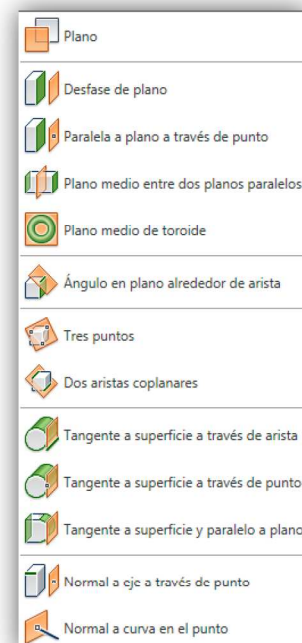 Plano
Desfase de plano
Paralela a plano a través de punto
Plano medio entre dos planos paralelos
Plano medio de toroide
Ángulo en plano alrededor de arista
Tres puntos
Dos aristas coplanares
Tangente a superficie a través de arista
Tangente a superficie a través de punto
Tangente a superficie y paralelo a plano
Normal a eje a través de punto
Normal a curva en el punto